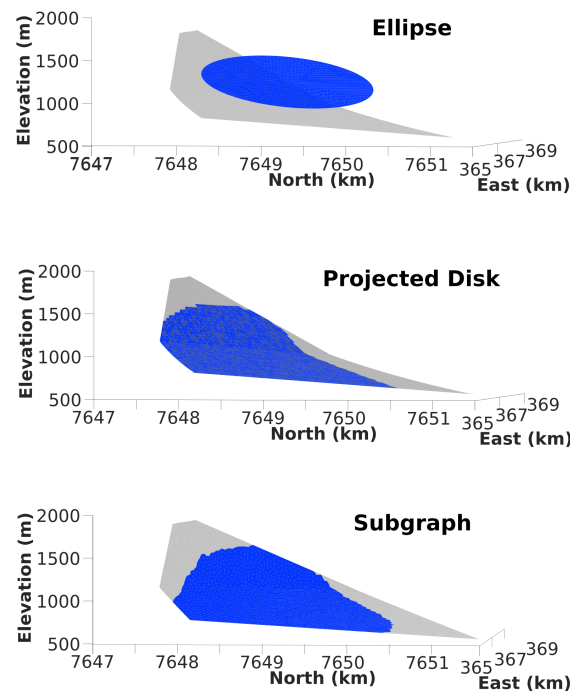 Ellipse
Elevation (m)
2000
1500
1000
500
7647 7648 7649 7650 7651 365 367 369
North (km)
East (km)
Projected Disk
Elevation (m)
2000
1500
1000
500
7647 7648 7649 7650 7651 365 367 369
North (km)
East (km)
Subgraph
Elevation (m)
2000
1500
1000
500
7647 7648 7649 7650 7651 365 367 369
North (km)
East (km)